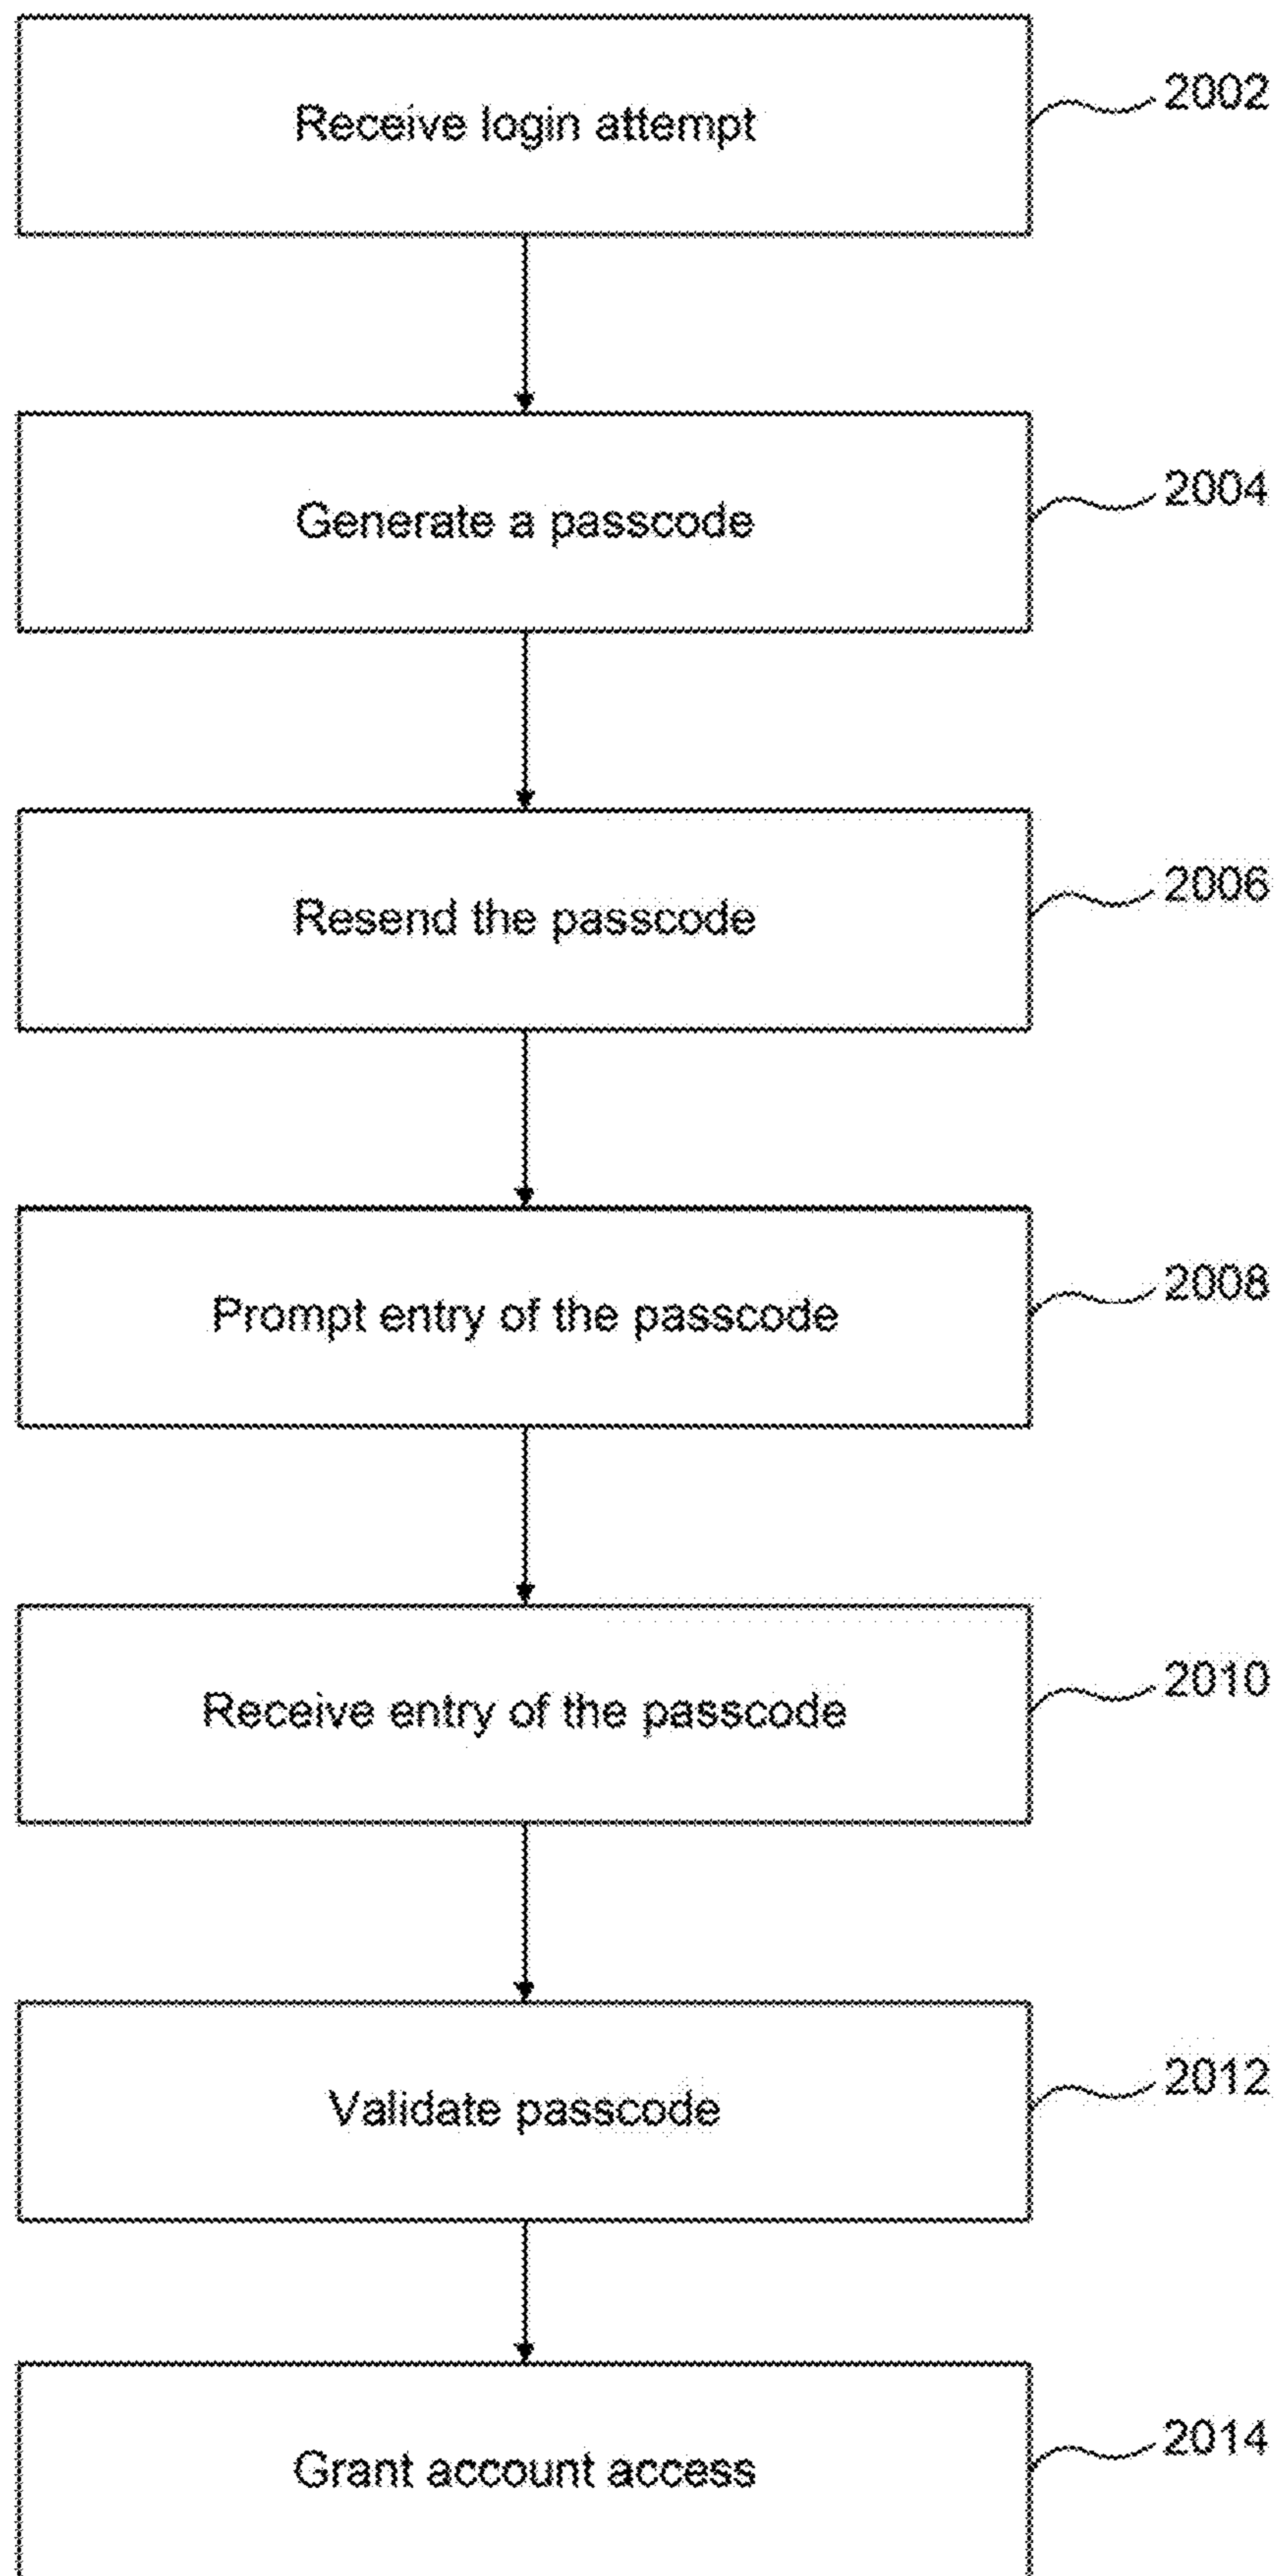 Receive login attempt
2002
Generate a passcode
2004
Resend the passcode
2006
Prompt entry of the passcode
2008
Receive entry of the passcode
2010
Validate passcode
2012
Grant account access
2014